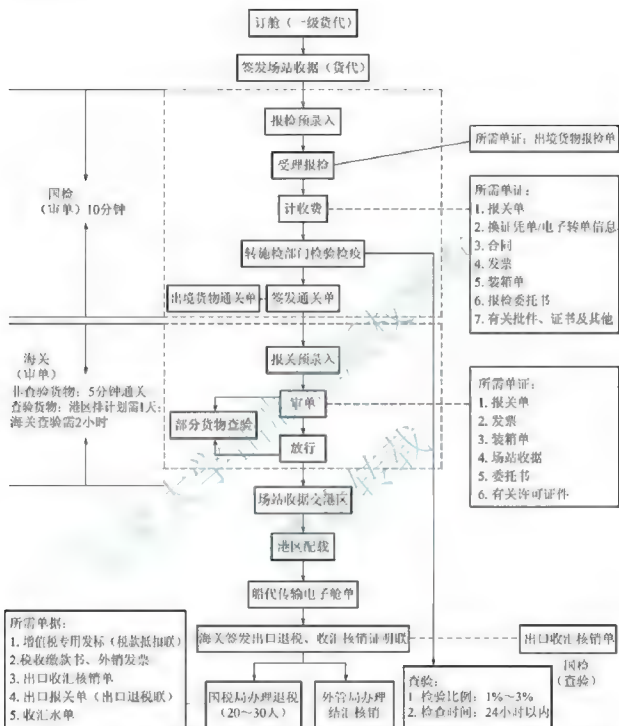 订舱（一级货代）
签发场站收据（货代）
报检预录入
受理报检
所需单证：出境货物报检单
计收费
国检
（审单）10分钟
所需单证：
1. 报关单
2. 换证凭单/电子转单信息
3. 合同
4. 发票
5. 装箱单
6. 报检委托书
7. 有关批件、证书及其他
转施检部门检验检疫
出境货物通关单
签发通关单
海关
（审单）
非查验货物：5分钟通关
查验货物：港区排计划需1天；
海关查验需2小时
报关预录入
审单
部分货物查验
放行
所需单证：
1. 报关单
2. 发票
3. 装箱单
4. 场站收据
5. 委托书
6. 有关许可证件
场站收据交港区
港区配载
船代传输电子舱单
海关签发出口退税、收汇核销证明联
出口收汇核销单
所需单据：
1. 增值税专用发标（税款抵扣联）
2. 税收缴款书、外销发票
3. 出口收汇核销单
4. 出口报关单（出口退税联）
5. 收汇水单
国税局办理退税
（20～30人）
外管局办理
结汇核销
国检
（查验）
查验：
1 检验比例：1%～3%
2. 检查时间：24小时以内
转载